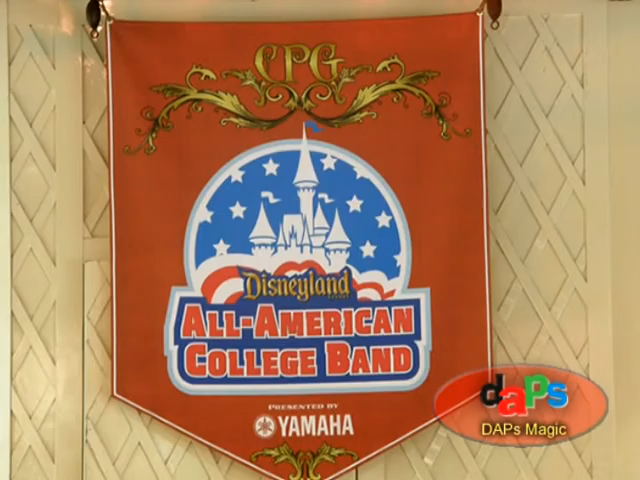 CPG
Disneyland
RESORT
ALL-AMERICAN
COLLEGE BAND
PRESENTED BY
YAMAHA
daPs
DAPs Magic